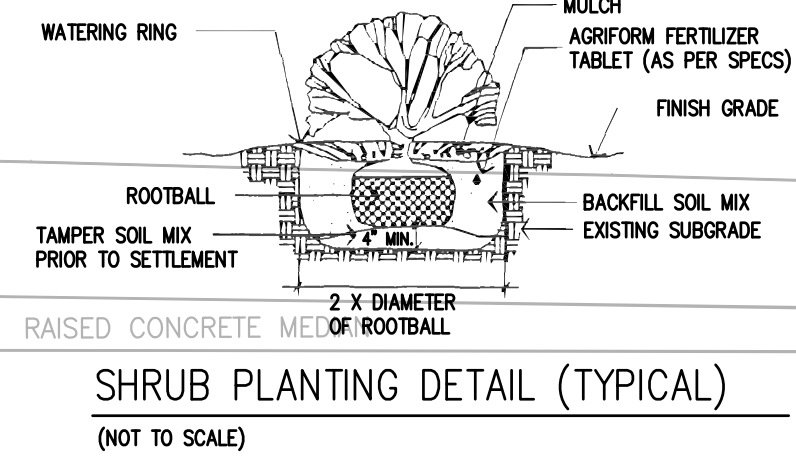 MULCH
WATERING RING
AGRIFORM FERTILIZER
TABLET (AS PER SPECS)
FINISH GRADE
ROOTBALL
BACKFILL SOIL MIX
TAMPER SOIL MIX
PRIOR TO SETTLEMENT
4" MIN.
EXISTING SUBGRADE
2 X DIAMETER
OF ROOTBALL
RAISED CONCRETE MEDIAN
SHRUB PLANTING DETAIL (TYPICAL)
(NOT TO SCALE)